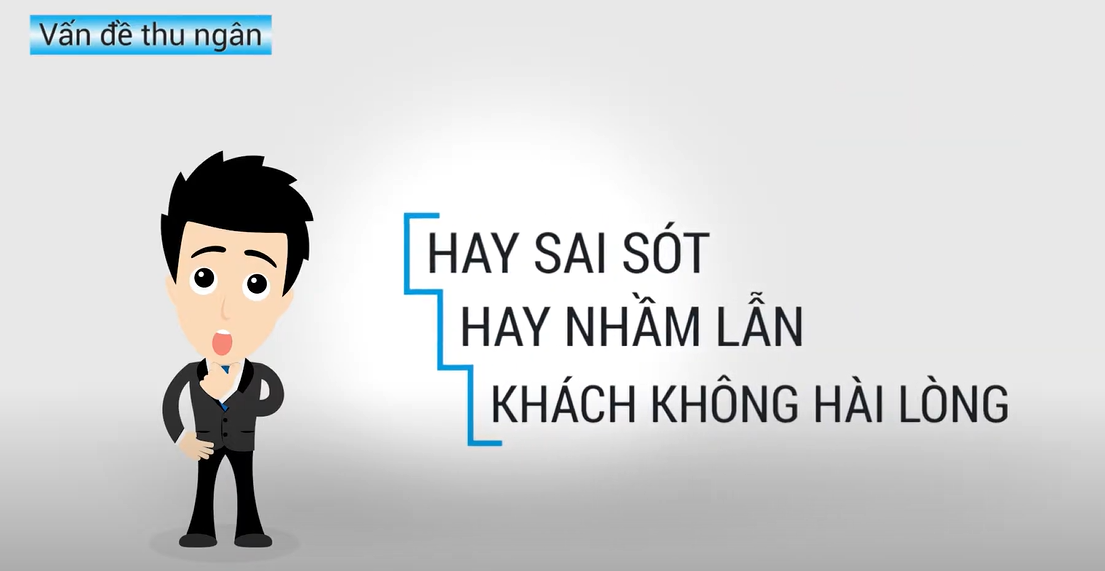 Vấn đề thu ngân
HAY SAI SÓT
HAY NHẦM LẪN
KHÁCH KHÔNG HÀI LÒNG